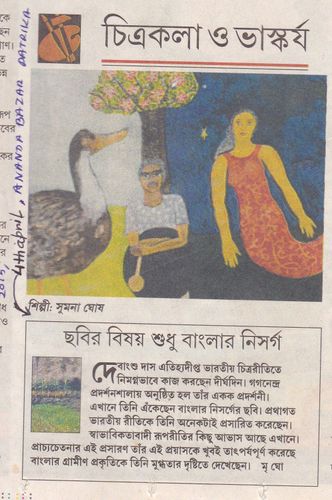 চিত্রকলা ও ভাস্কর্য
4th april, ANANDA BAZAR PATRIKA
শিল্পী: সুমনা ঘোষ
ছবির বিষয় শুধু বাংলার নিসর্গ
দেবাংশু দাস ঐতিহ্যদীপ্ত ভারতীয় চিত্ররীতিতে
নিমগ্নভাবে কাজ করছেন দীর্ঘদিন। গগনেন্দ্র
প্রদর্শনশালায় অনুষ্ঠিত হল তাঁর একক প্রদর্শনী।
এখানে তিনি এঁকেছেন বাংলার নিসর্গের ছবি। প্রথাগত
ভারতীয় রীতিকে তিনি অনেকটাই প্রসারিত করেছেন।
স্বাভাবিকতাবাদী রূপরীতির কিছু আভাস আছে এখানে।
প্রাচ্যচেতনার এই প্রসারণ তাঁর এই প্রয়াসকে খুবই তাৎপর্যপূর্ণ করেছে
বাংলার গ্রামীণ প্রকৃতিকে তিনি মুগ্ধতার দৃষ্টিতে দেখেছেন। মৃ ঘো